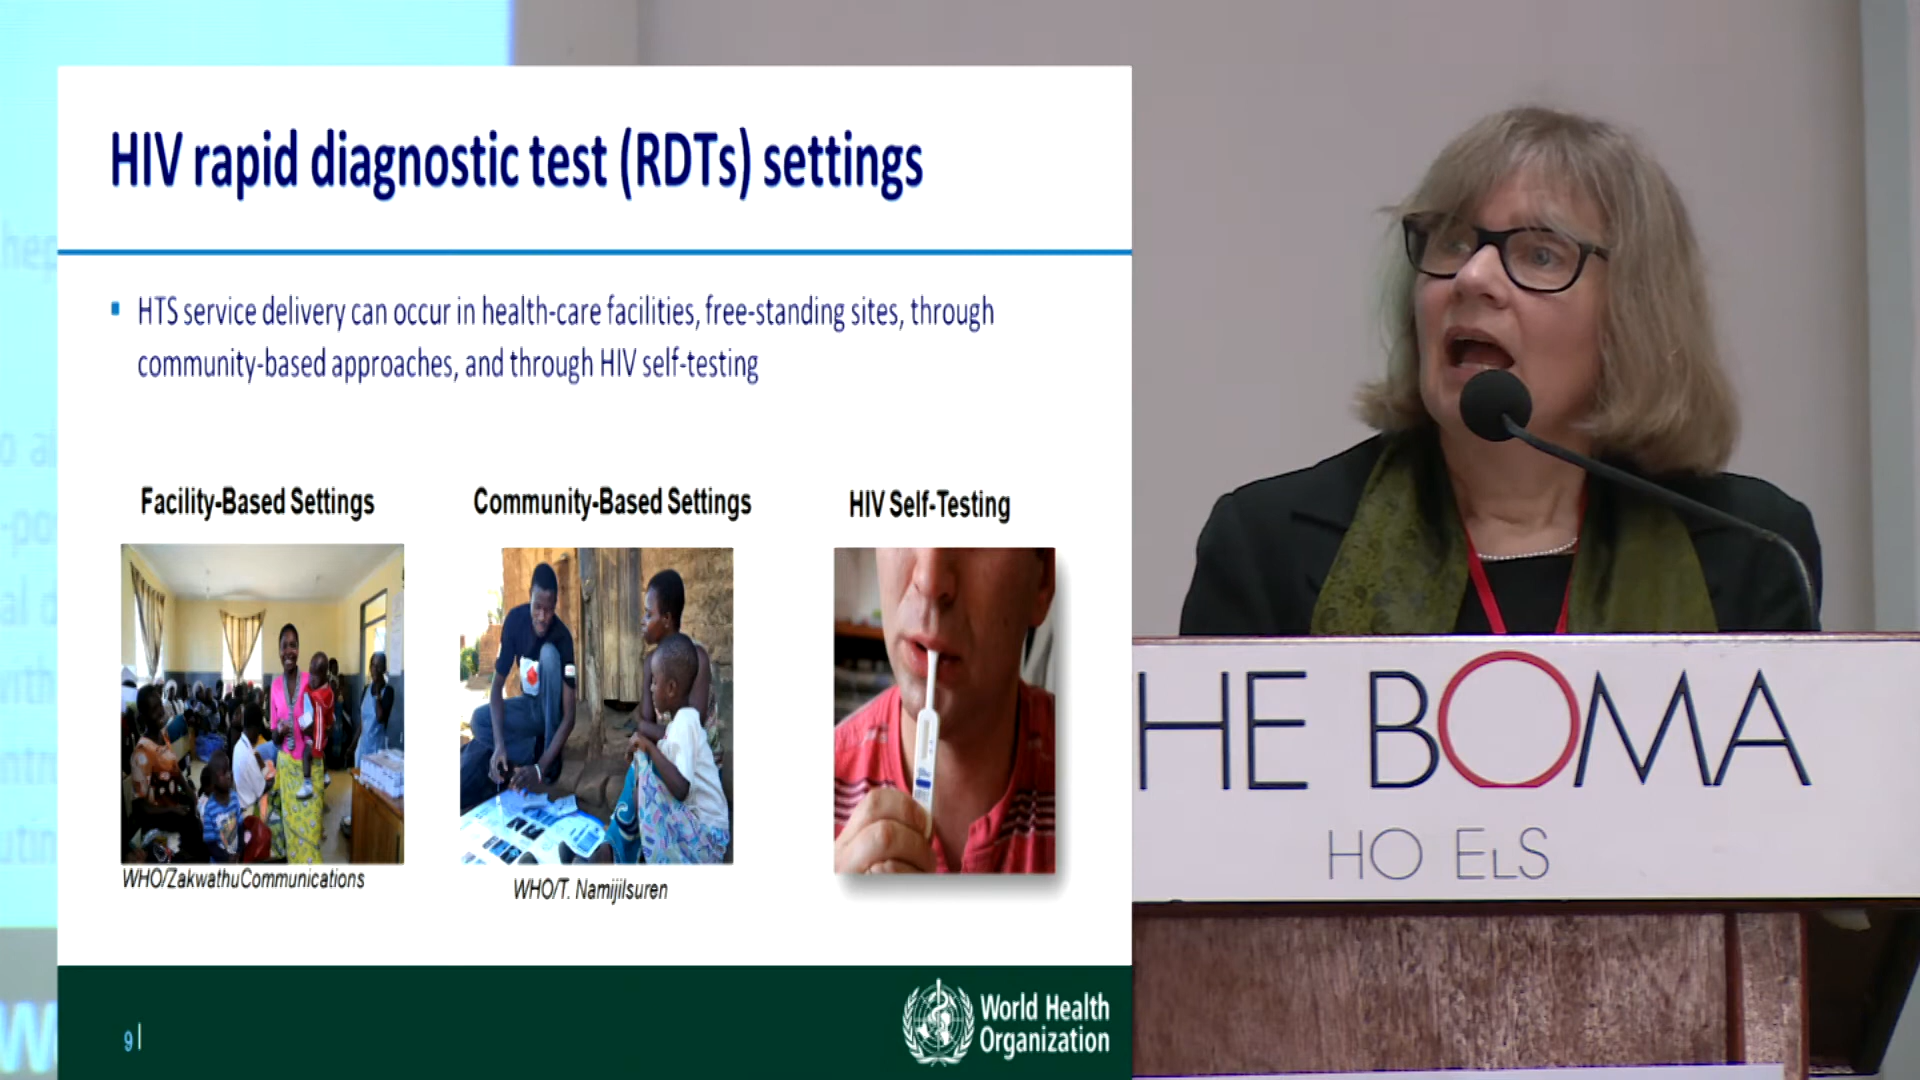 HIV rapid diagnostic test (RDTs) settings
HTS service delivery can occur in health-care facilities, free-standing sites, through
community-based approaches, and through HIV self-testing
Facility-Based Settings
Community-Based Settings
HIV Self-Testing
WHO/ZakwathuCommunications
WHO/T. Namijilsuren
9
World Health
Organization
HE BOMA
HO ELS